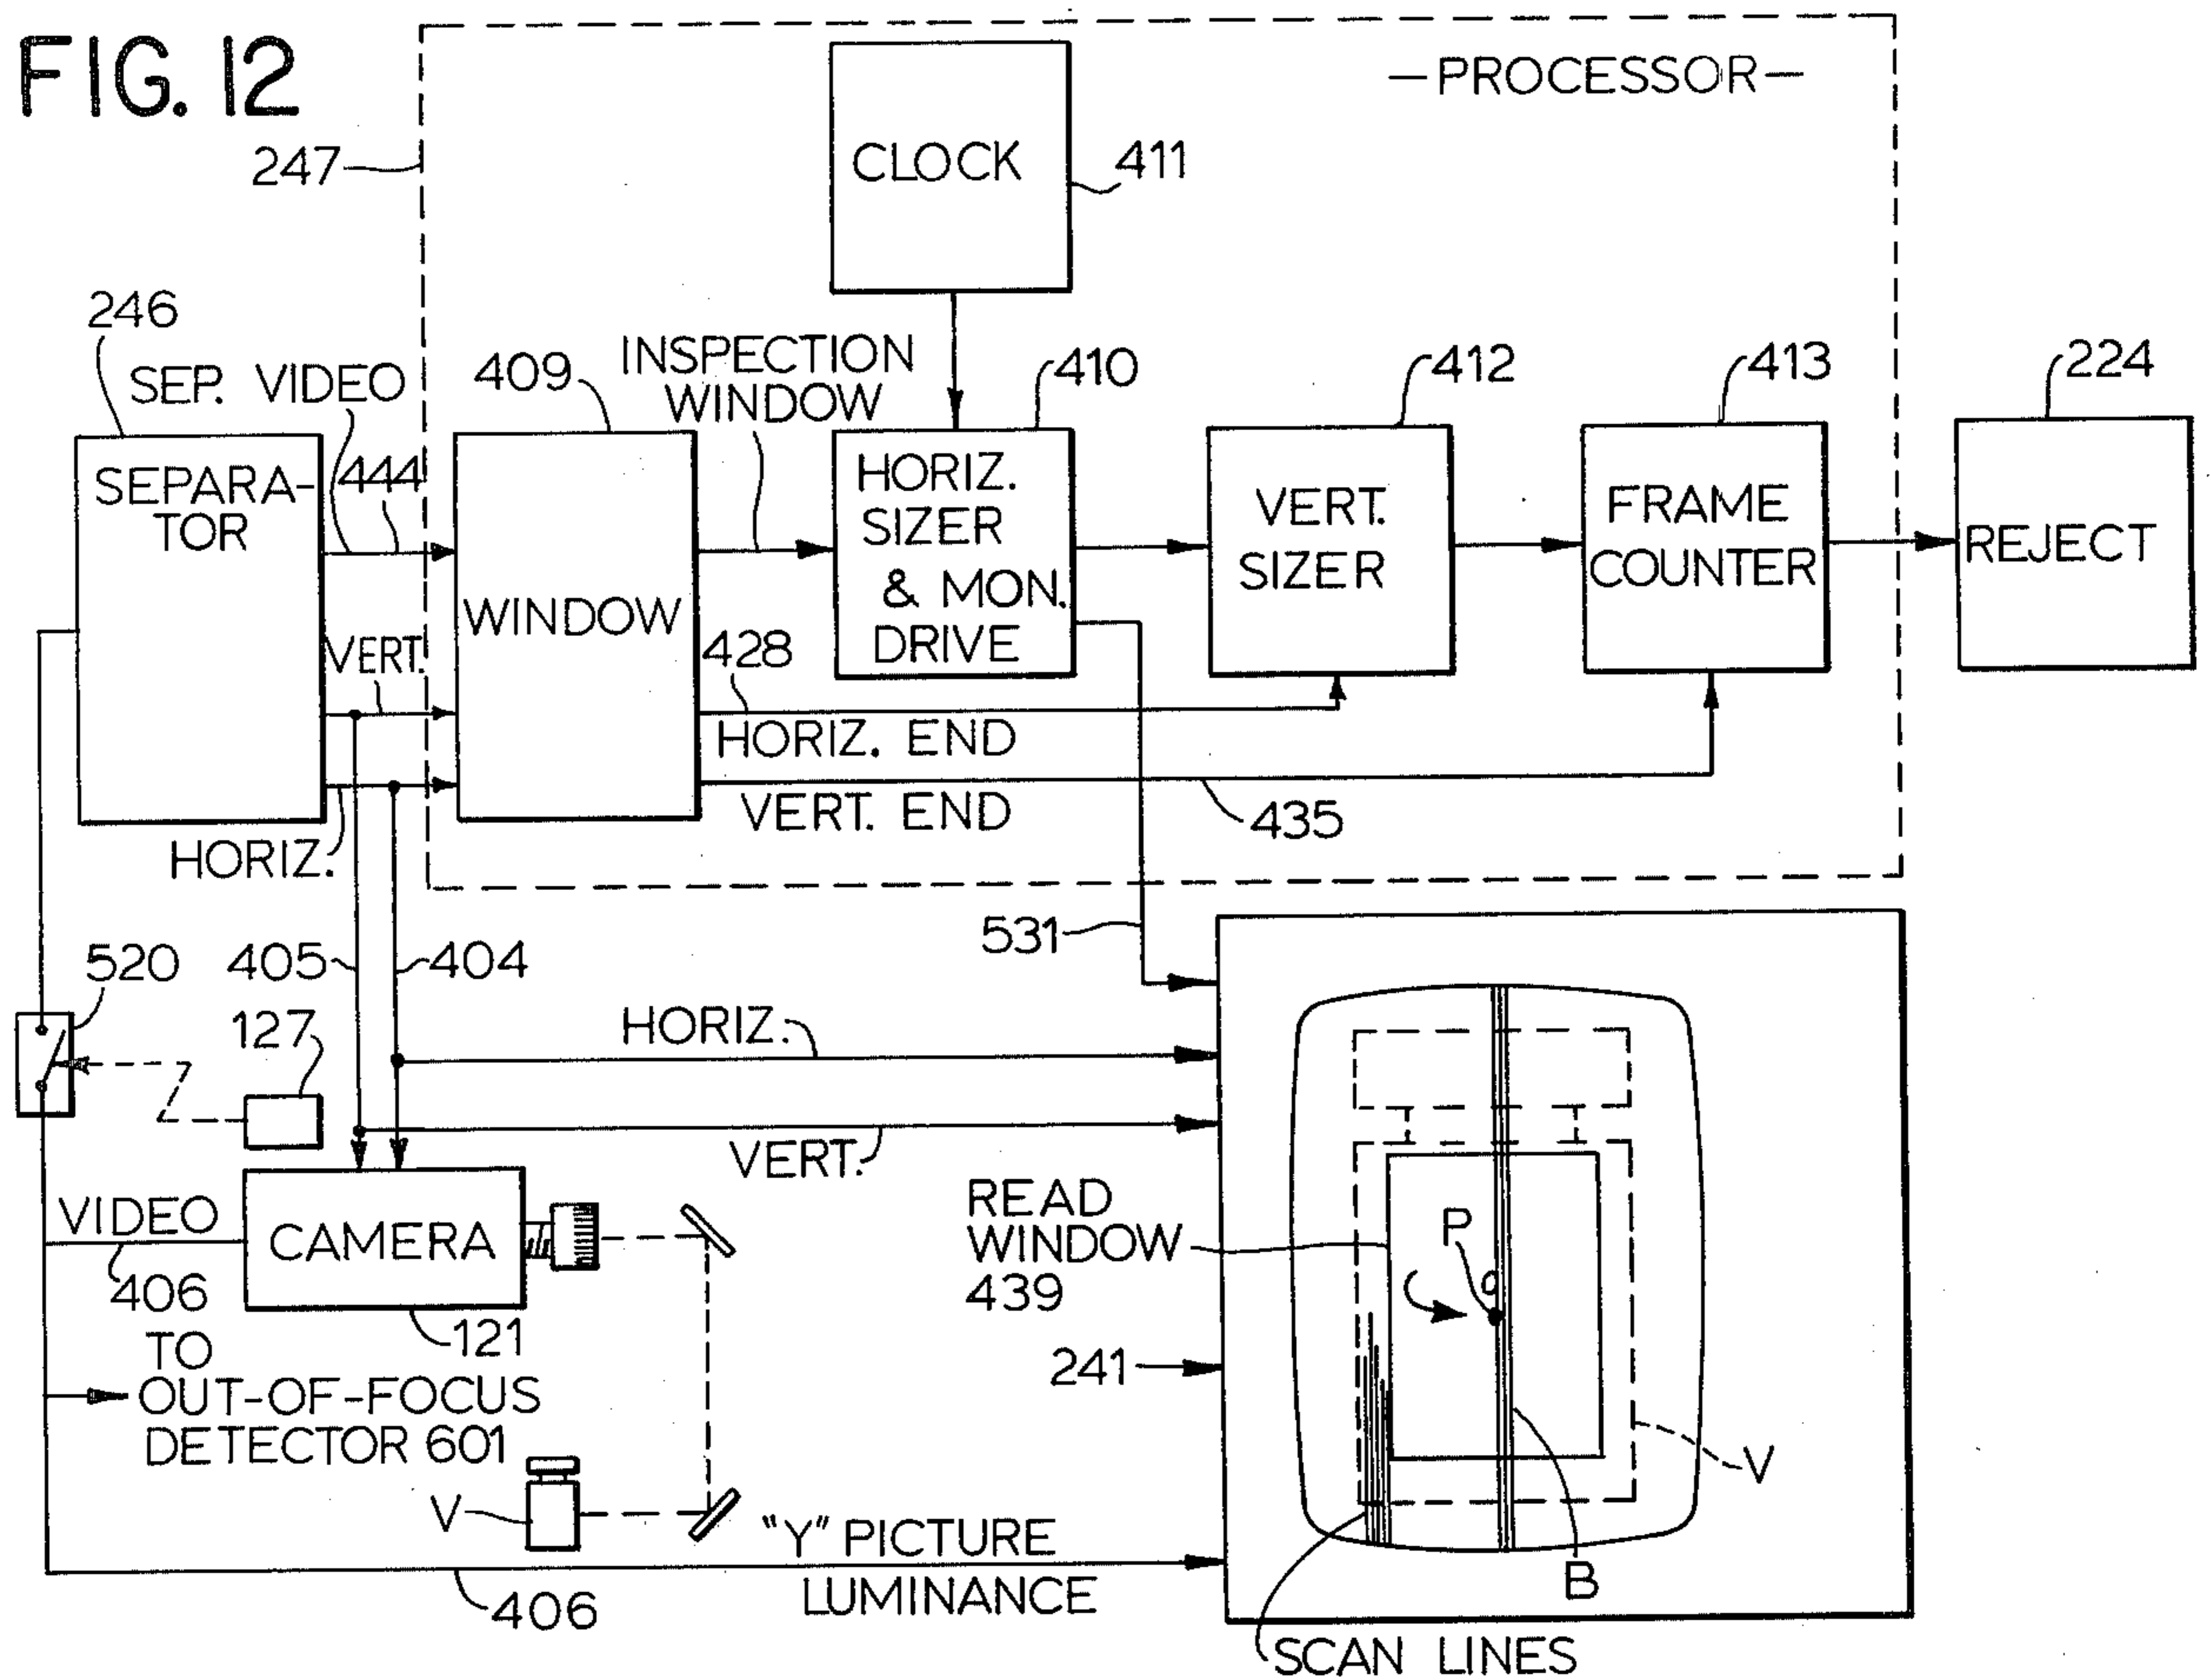 FIG. 12
—PROCESSOR—
247
CLOCK
411
246
SEP. VIDEO
444
409
INSPECTION
WINDOW
410
412
413
224
SEPARA-
TOR
WINDOW
HORIZ.
SIZER
& MON.
DRIVE
VERT.
SIZER
FRAME
COUNTER
REJECT
VERT.
428
HORIZ. END
HORIZ.
VERT. END
435
531
520
405
404
127
HORIZ.
VERT.
VIDEO
406
CAMERA
121
READ
WINDOW
439
P
241
TO
OUT-OF-FOCUS
DETECTOR 601
V
V
"Y" PICTURE
LUMINANCE
406
B
SCAN LINES